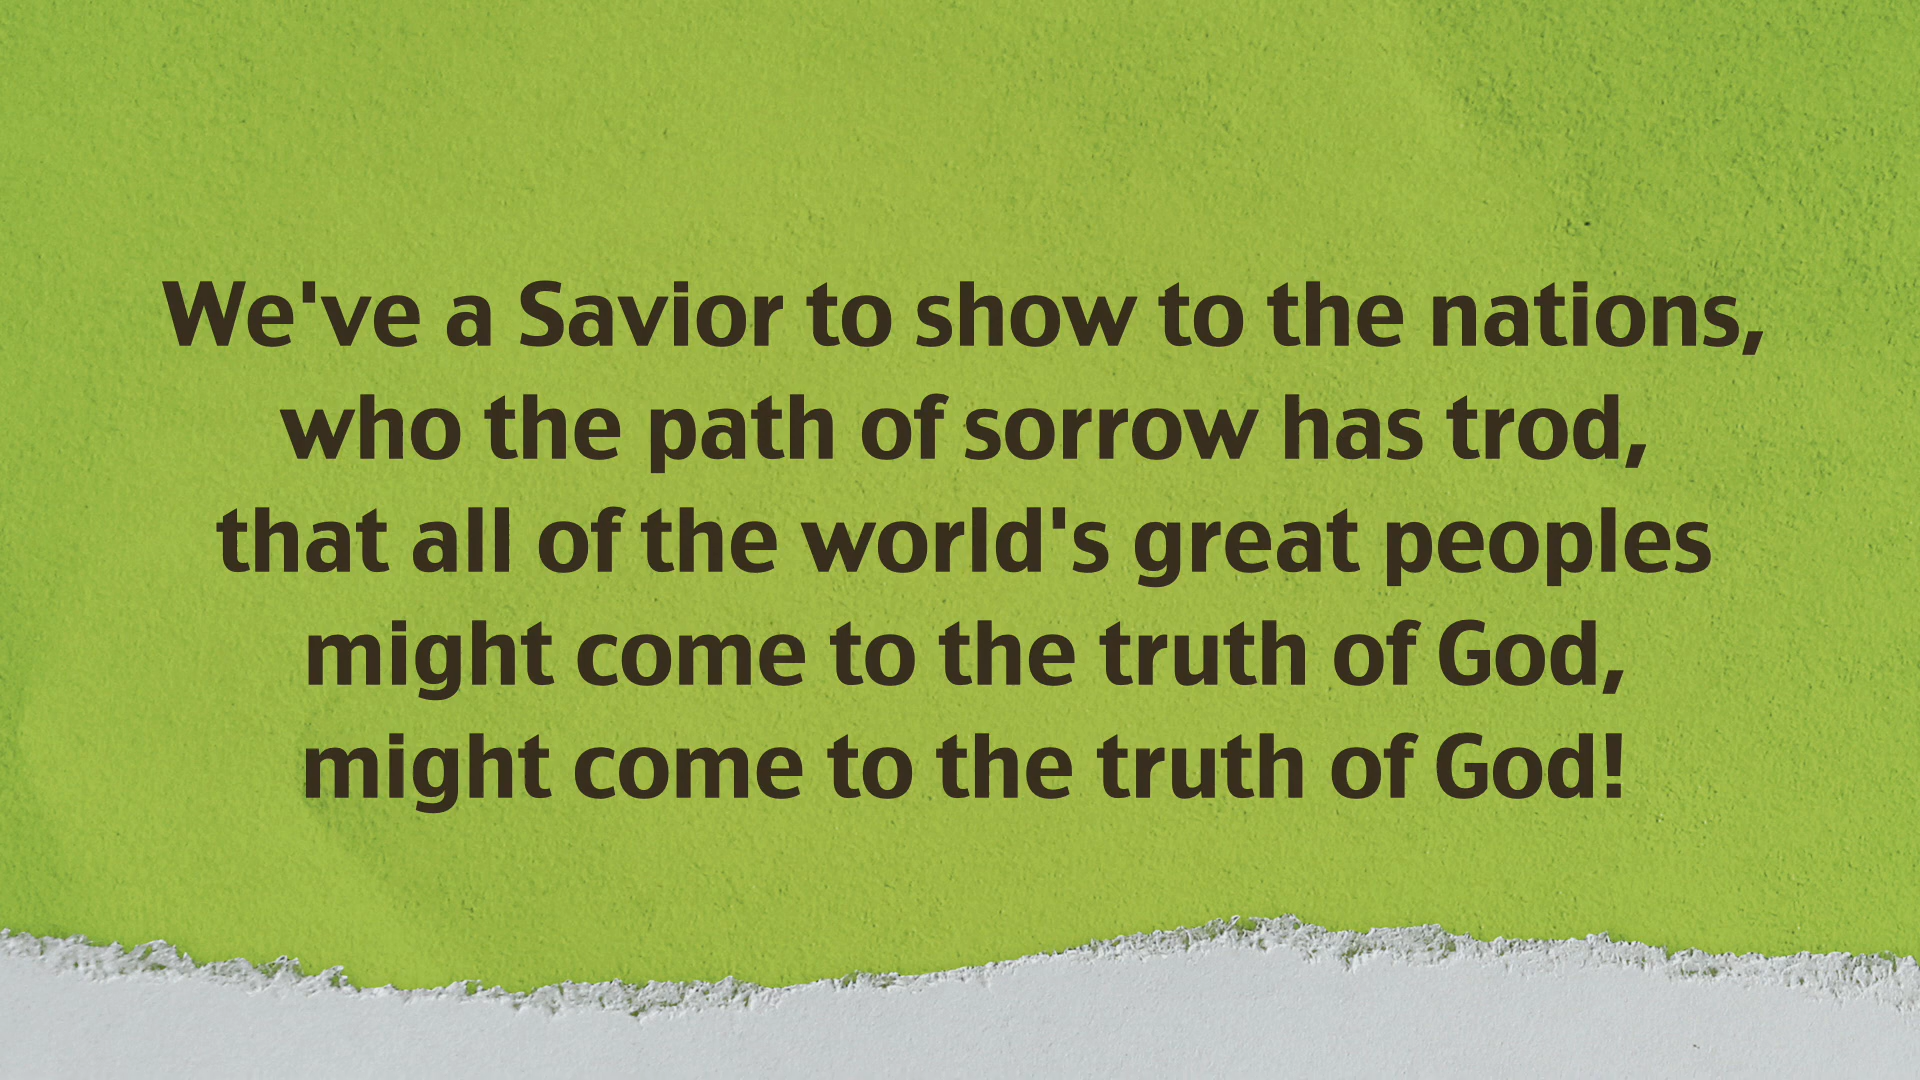 We've a Savior to show to the nations,
who the path of sorrow has trod,
that all of the world's great peoples
might come to the truth of God,
might come to the truth of God!